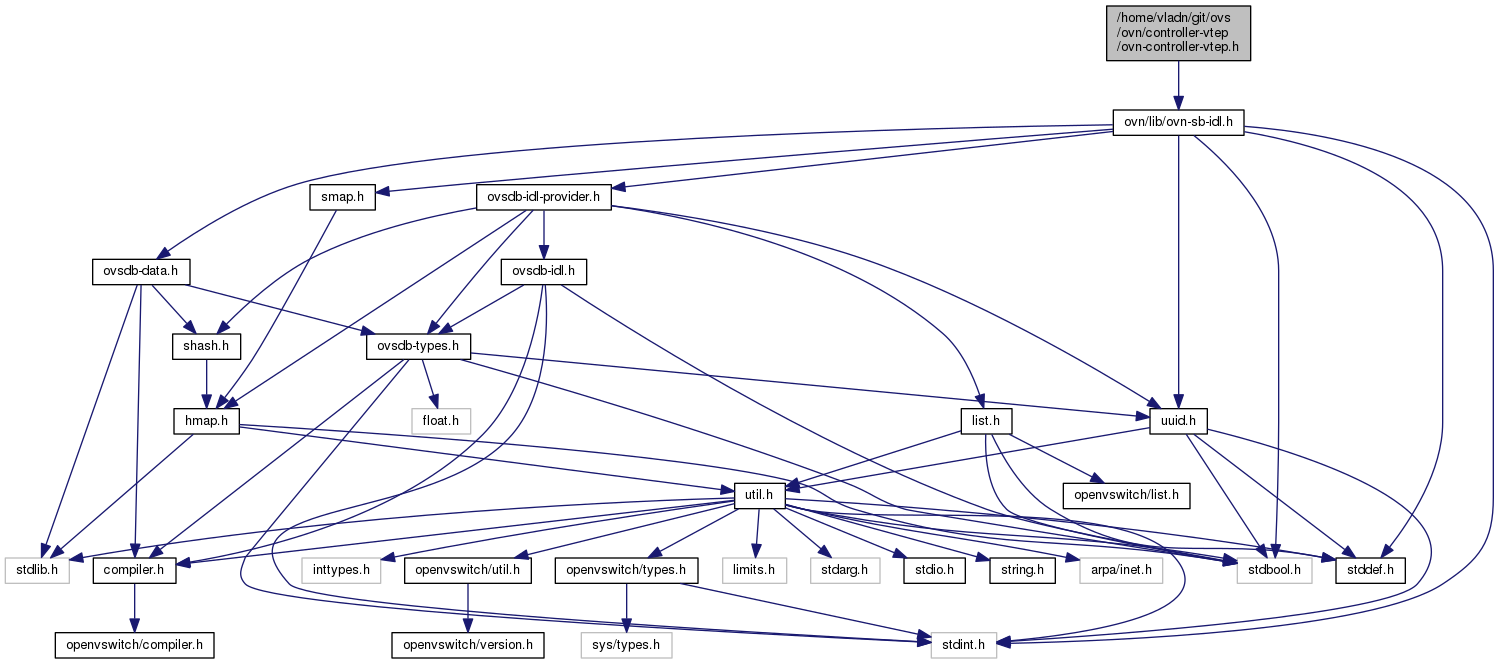 /home/vladn/git/ovs
/ovn/controller-vtep
/ovn-controller-vtep.h
ovn/lib/ovn-sb-idl.h
smap.h
ovsdb-idl-provider.h
ovsdb-data.h
ovsdb-idl.h
shash.h
ovsdb-types.h
hmap.h
float.h
list.h
uuid.h
util.h
openvswitch/list.h
stdlib.h
compiler.h
inttypes.h
openvswitch/util.h
openvswitch/types.h
limits.h
stdarg.h
stdio.h
string.h
arpa/inet.h
stdbool.h
stddef.h
openvswitch/compiler.h
openvswitch/version.h
sys/types.h
stdint.h